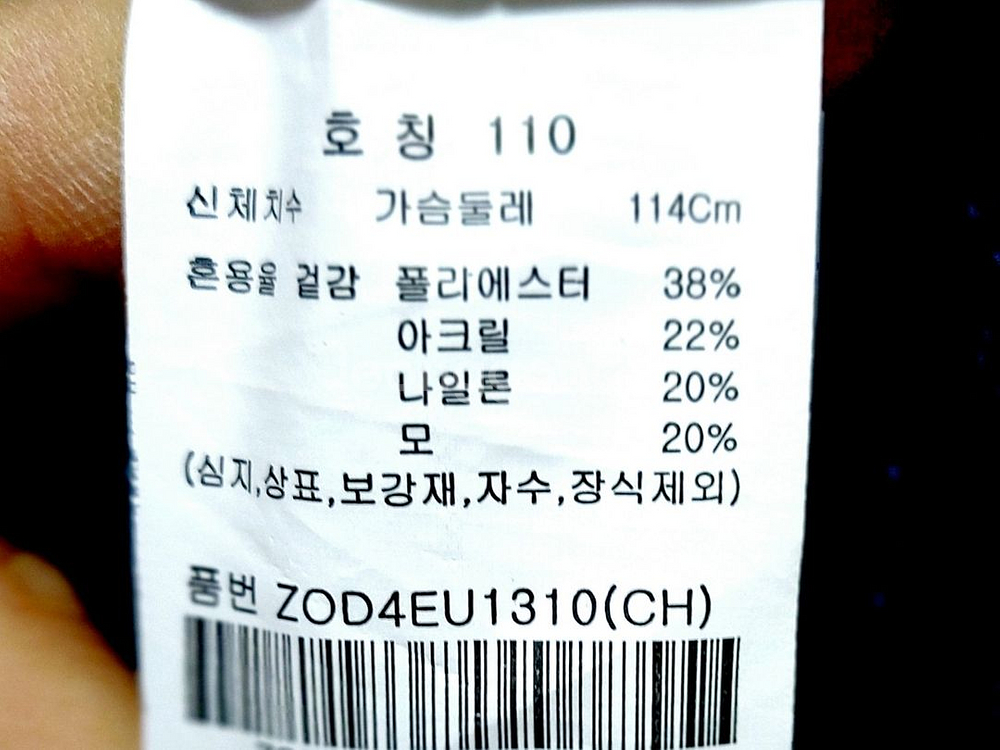 호 칭 110
신체치수 가슴둘레 114Cm
혼용율 겉감 폴리에스터 38%
아크릴 22%
나일론 20%
모 20%
(심지,상표,보강재,자수,장식제외)
품번 ZOD4EU1310(CH)